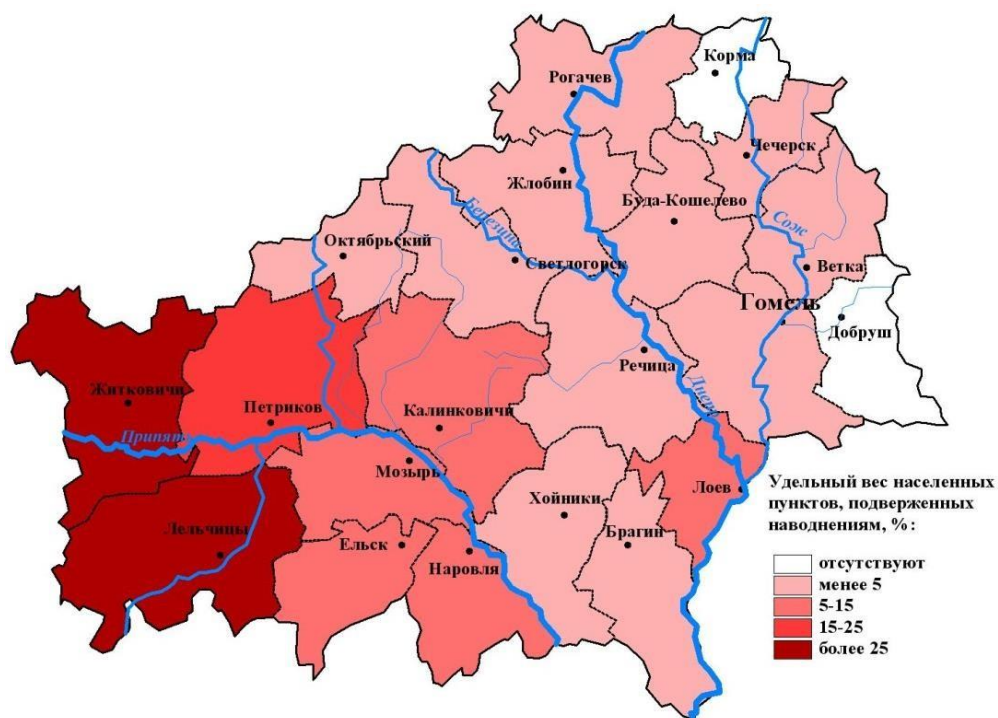 Корма
Рогачев
Чечерск
Жлобин
Буда-Кошелево
Березина
Сож
Октябрьский
Светлогорск
Ветка
Гомель
Добруш
Речица
Житковичи
Петриков
Калинковичи
Днепр
Припять
Мозырь
Лоев
Хойники
Лельчицы
Ельск
Наровля
Брагин
Удельный вес населенных
пунктов, подверженных
наводнениям, %:
отсутствуют
менее 5
5-15
15-25
более 25